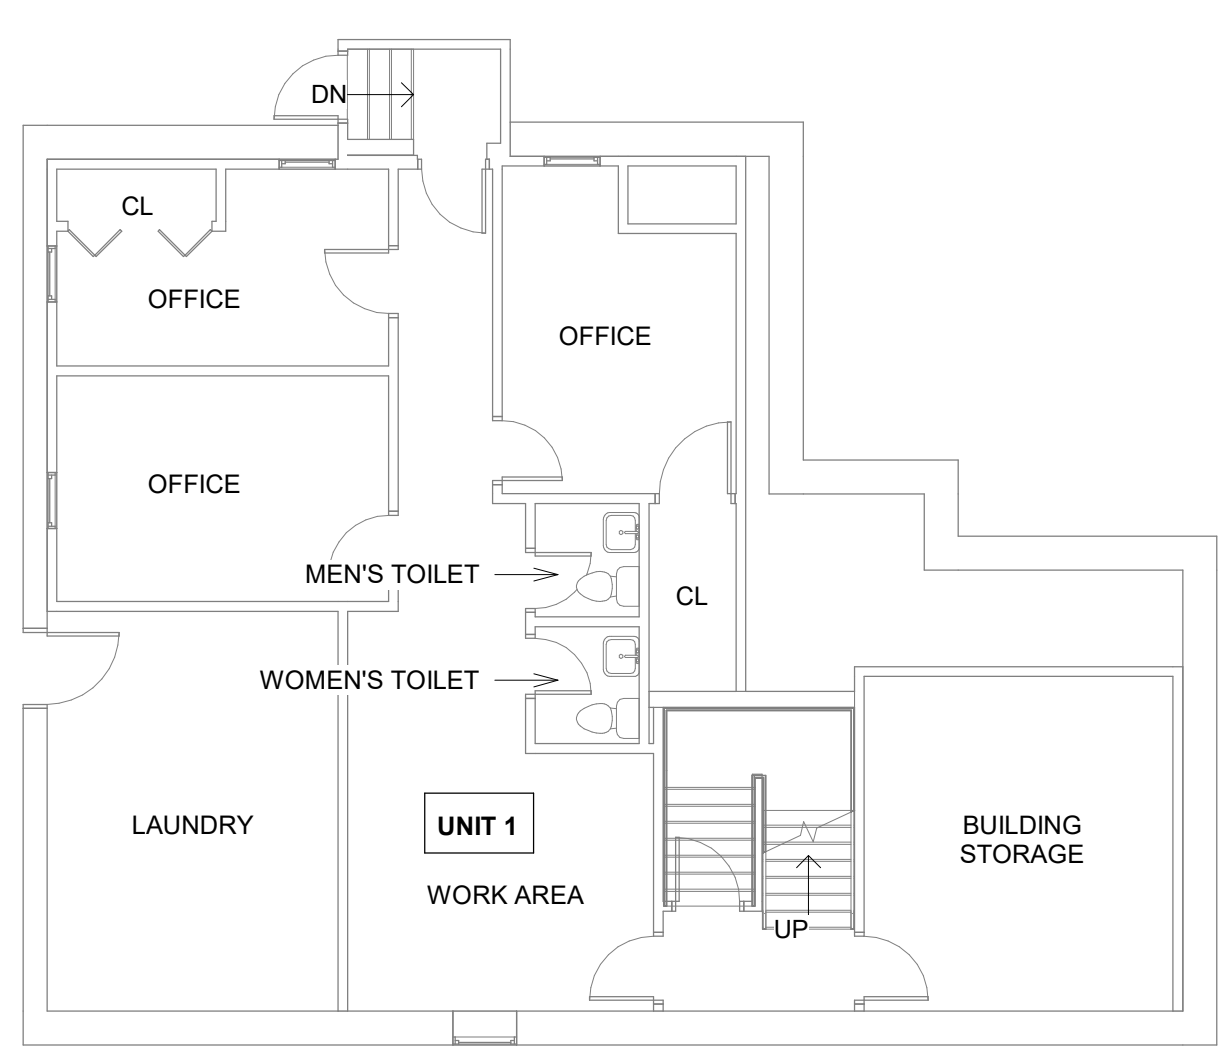 DN
CL
OFFICE
OFFICE
OFFICE
MEN'S TOILET
CL
WOMEN'S TOILET
LAUNDRY
UNIT 1
WORK AREA
BUILDING
STORAGE
UP